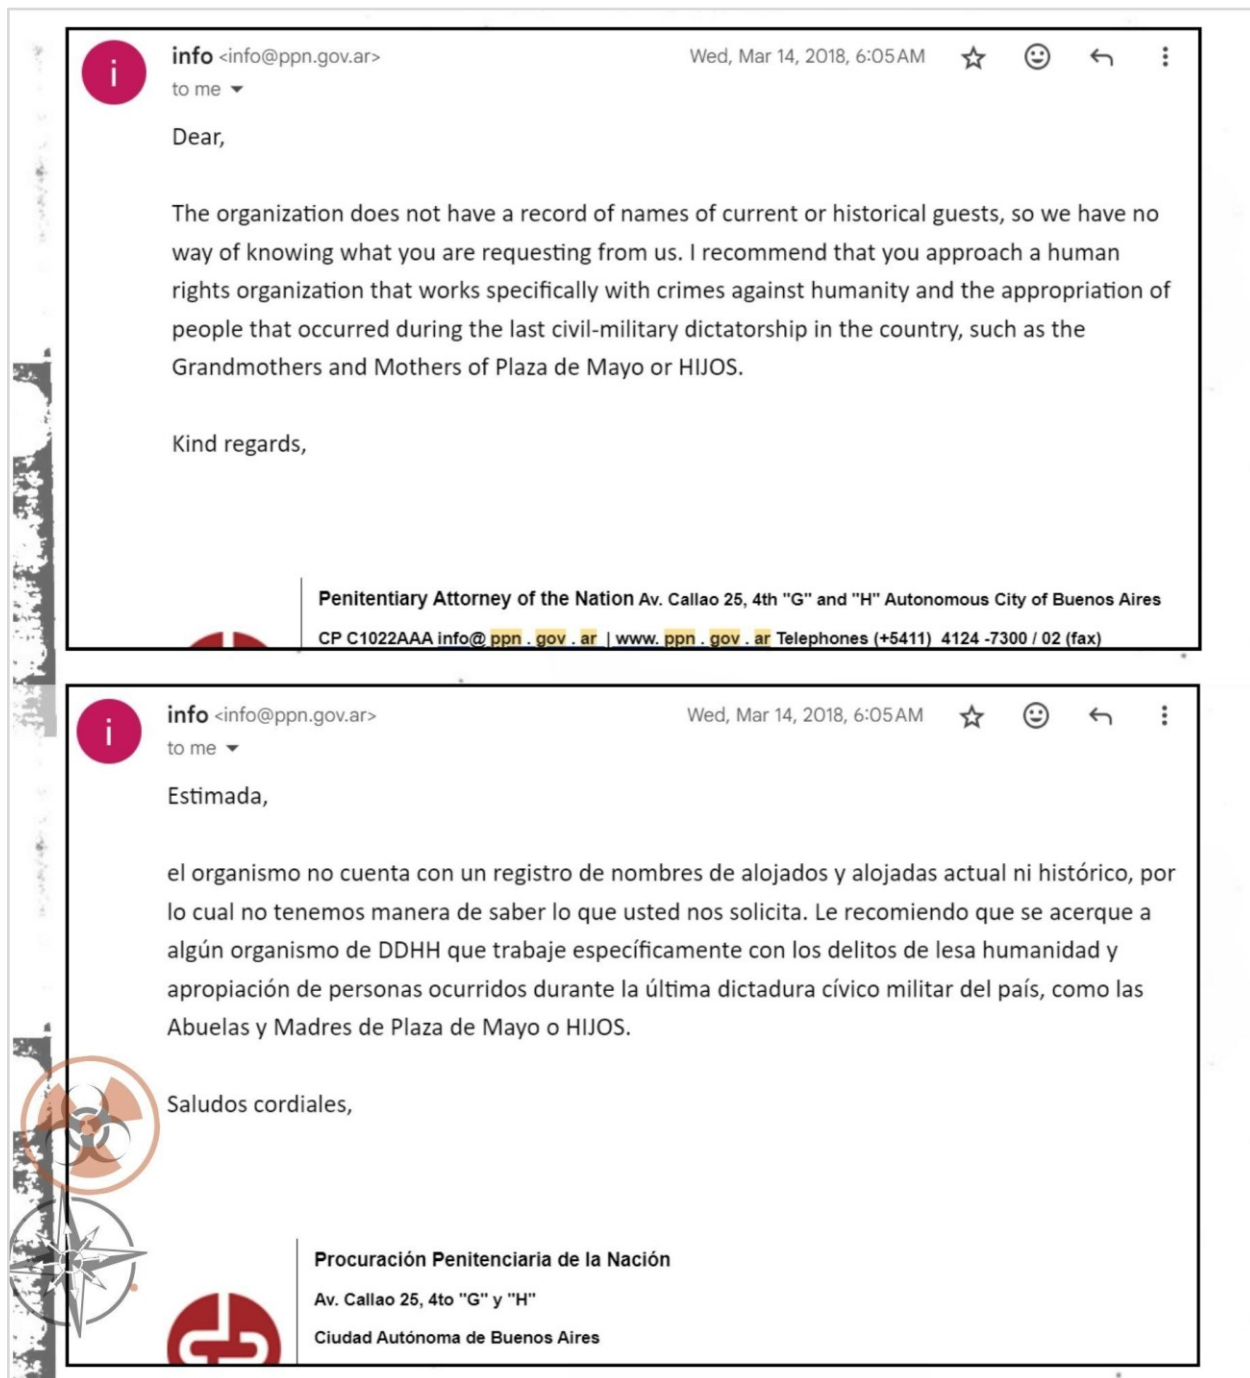 i
info <info@ppn.gov.ar>
Wed, Mar 14, 2018, 6:05 AM
to me
Dear,
The organization does not have a record of names of current or historical guests, so we have no
way of knowing what you are requesting from us. I recommend that you approach a human
rights organization that works specifically with crimes against humanity and the appropriation of
people that occurred during the last civil-military dictatorship in the country, such as the
Grandmothers and Mothers of Plaza de Mayo or HIJOS.
Kind regards,
Penitentiary Attorney of the Nation Av. Callao 25, 4th "G" and "H" Autonomous City of Buenos Aires
CP C1022AAA info@ ppn . gov . ar | www. ppn . gov . ar Telephones (+5411) 4124 -7300 / 02 (fax)
i
info <info@ppn.gov.ar>
Wed, Mar 14, 2018, 6:05 AM
to me
Estimada,
el organismo no cuenta con un registro de nombres de alojados y alojadas actual ni histórico, por
lo cual no tenemos manera de saber lo que usted nos solicita. Le recomiendo que se acerque a
algún organismo de DDHH que trabaje específicamente con los delitos de lesa humanidad y
apropiación de personas ocurridos durante la última dictadura cívico militar del país, como las
Abuelas y Madres de Plaza de Mayo o HIJOS.
Saludos cordiales,
Procuración Penitenciaria de la Nación
Av. Callao 25, 4to "G" y "H"
Ciudad Autónoma de Buenos Aires